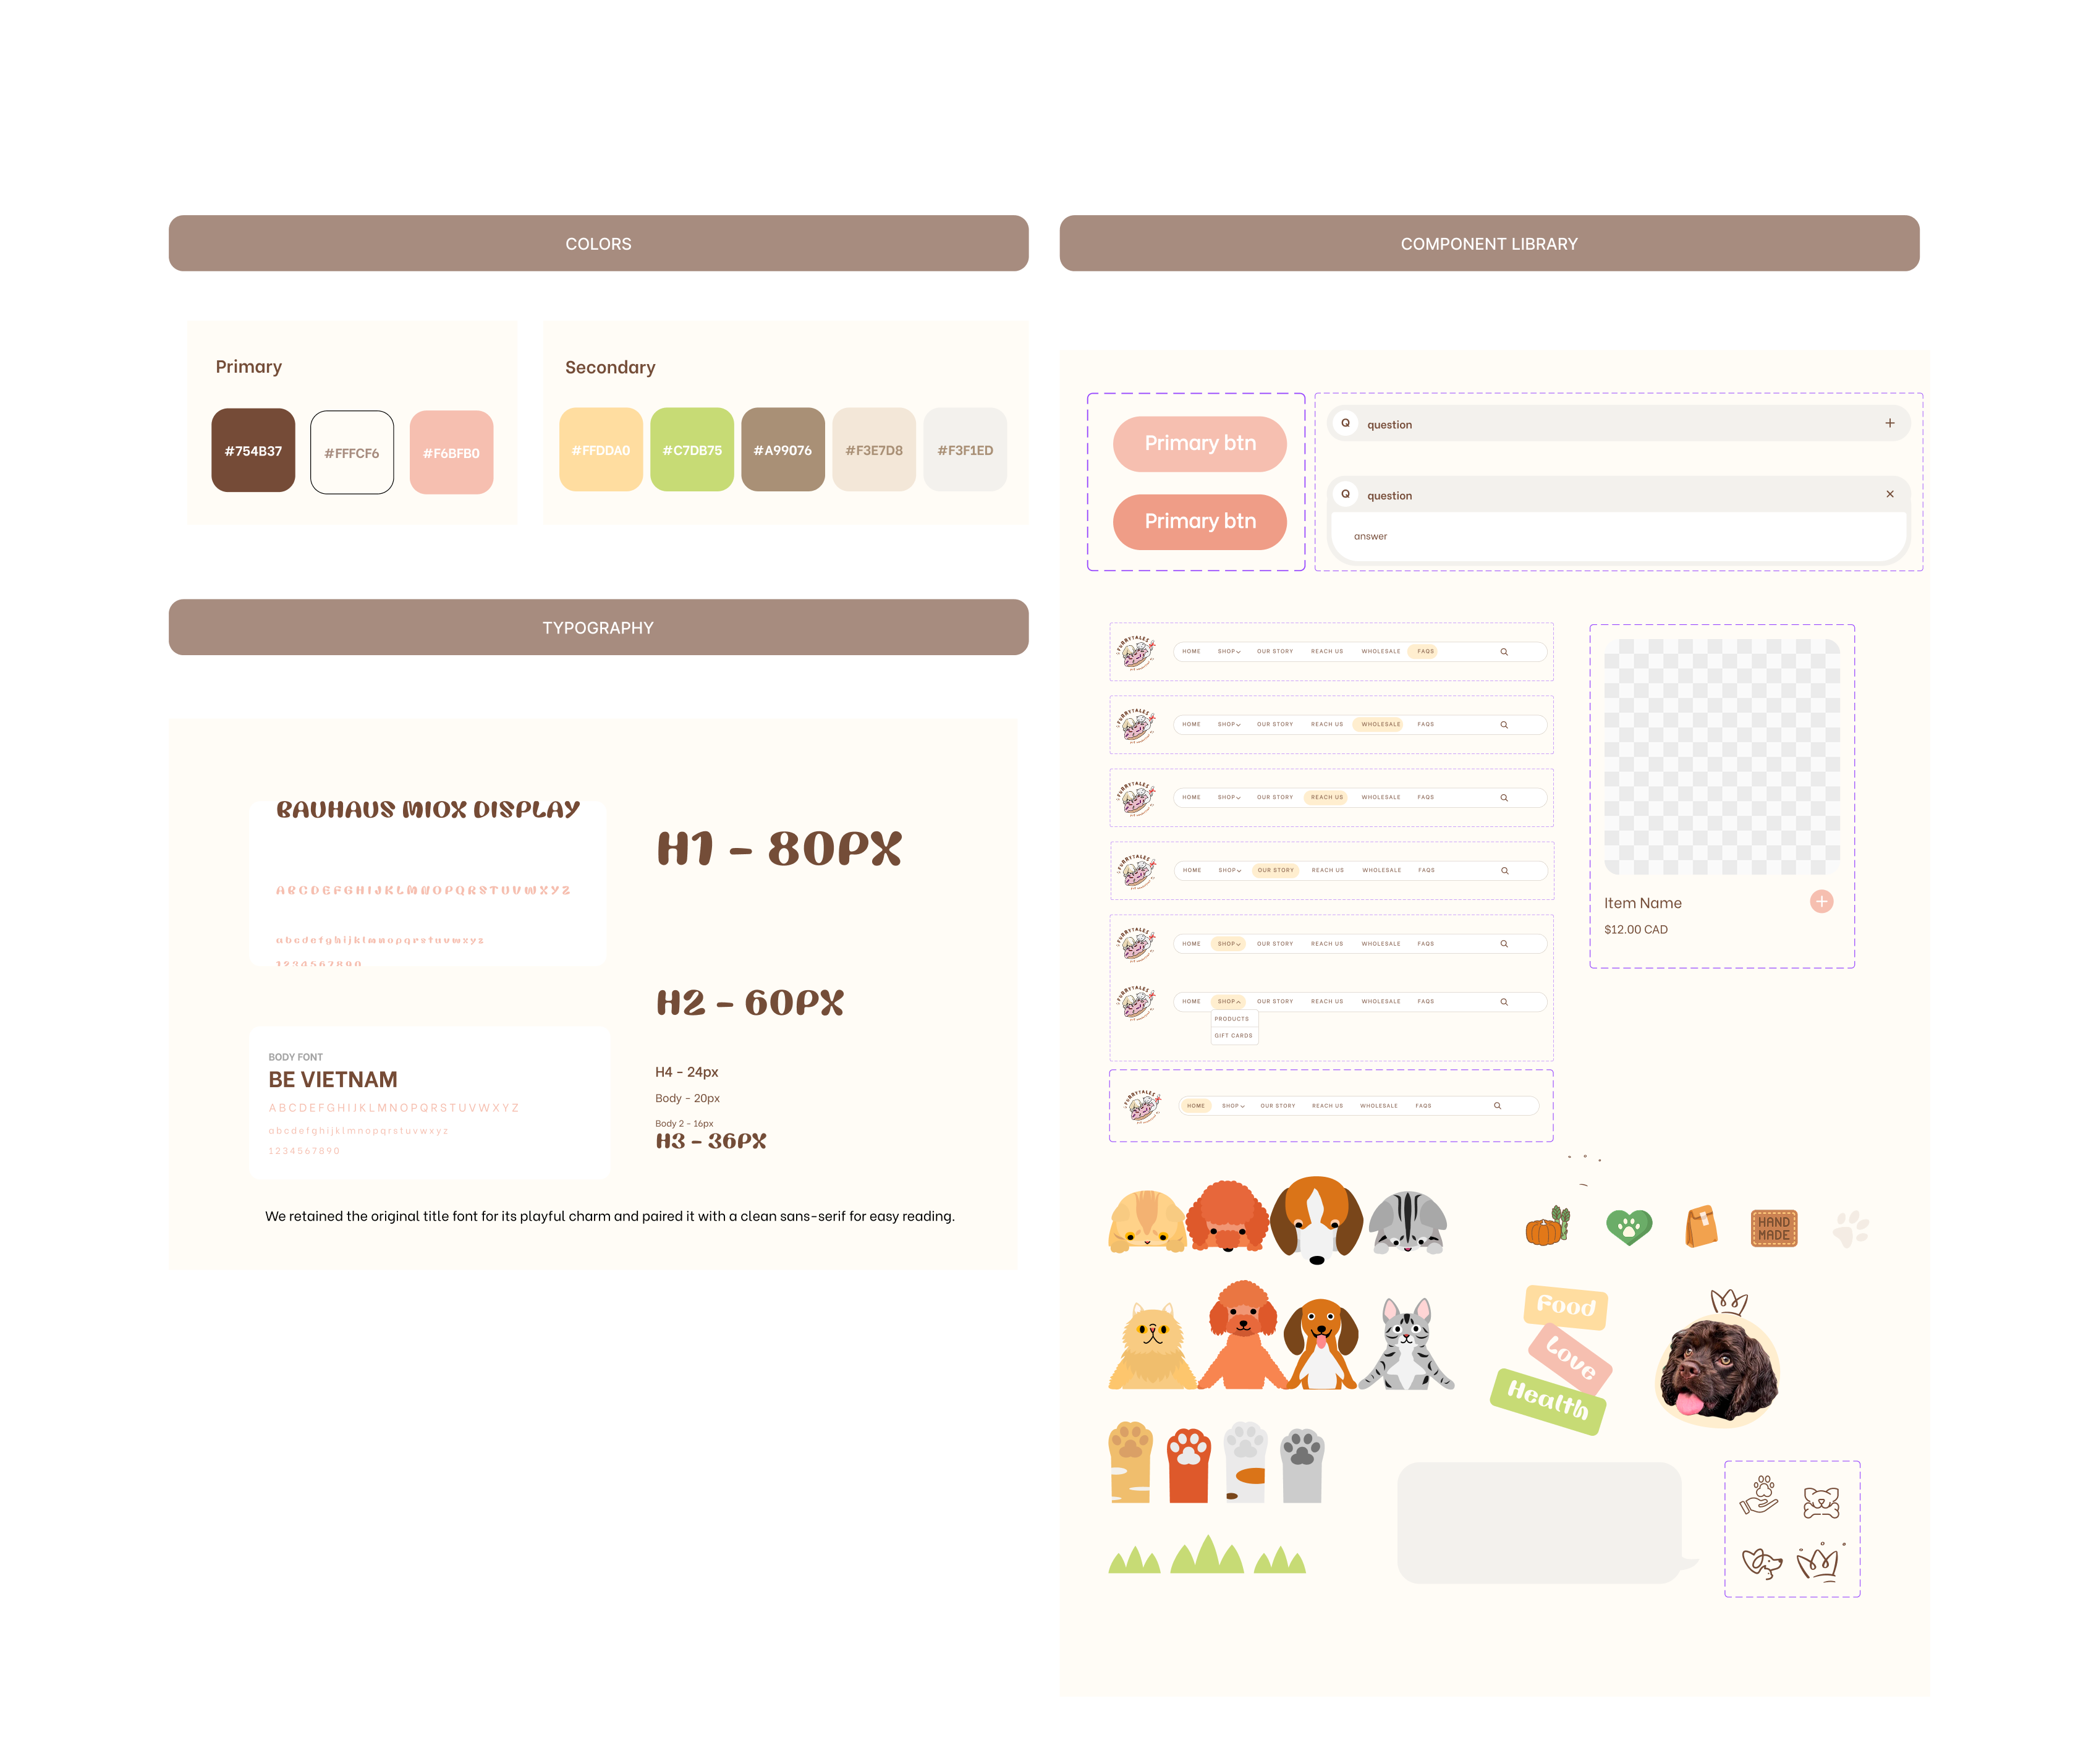 COLORS
Primary
#754B37
#FFFCF6
#F6BFB0
Secondary
#FFDDA0
#C7DB75
#A99076
#F3E7D8
#F3F1ED
TYPOGRAPHY
BAUHAUS MIOX DISPLAY
ABCDEFGHIJKLMNOPQRSTUVWXYZ
abcdefghijklmnopqrstuvwxyz
1234567890
H1 - 80PX
H2 - 60PX
BODY FONT
BE VIETNAM
ABCDEFGHIJKLMNOPQRSTUVWXYZ
abcdefghijklmnopqrstuvwxyz
1234567890
H4 - 24px
Body - 20px
Body 2 - 16px
H3 - 36PX
We retained the original title font for its playful charm and paired it with a clean sans-serif for easy reading.
COMPONENT LIBRARY
Primary btn
Primary btn
Q question
Q question
answer
FURRYTALES HOME SHOP OUR STORY REACH US WHOLESALE FAQS
FURRYTALES HOME SHOP OUR STORY REACH US WHOLESALE FAQS
FURRYTALES HOME SHOP OUR STORY REACH US WHOLESALE FAQS
FURRYTALES HOME SHOP OUR STORY REACH US WHOLESALE FAQS
FURRYTALES HOME SHOP OUR STORY REACH US WHOLESALE FAQS
FURRYTALES HOME SHOP OUR STORY REACH US WHOLESALE FAQS
PRODUCTS
GIFT CARDS
FURRYTALES HOME SHOP OUR STORY REACH US WHOLESALE FAQS
Item Name
$12.00 CAD
HAND
MADE
Food
Love
Health